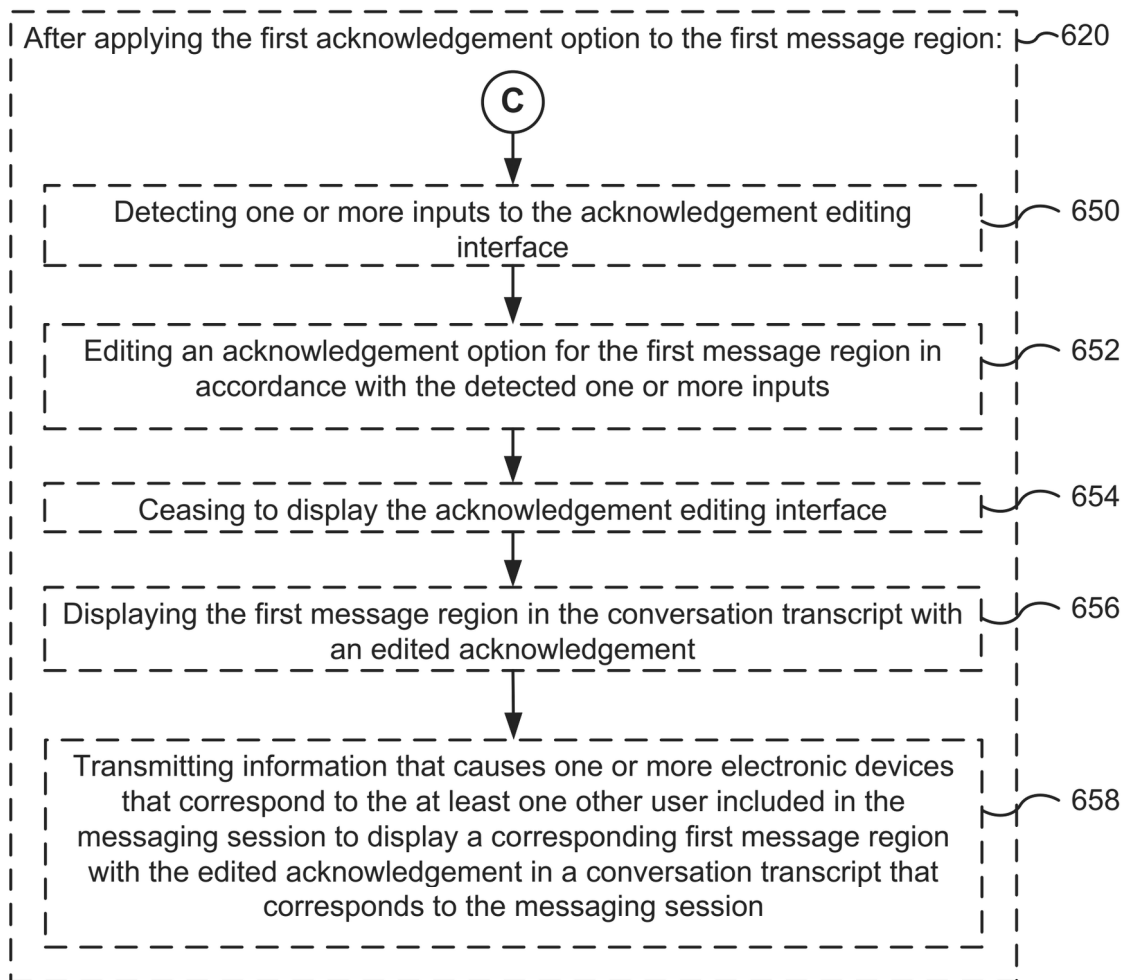 After applying the first acknowledgement option to the first message region:
620
C
Detecting one or more inputs to the acknowledgement editing
interface
650
Editing an acknowledgement option for the first message region in
accordance with the detected one or more inputs
652
Ceasing to display the acknowledgement editing interface
654
Displaying the first message region in the conversation transcript with
an edited acknowledgement
656
Transmitting information that causes one or more electronic devices
that correspond to the at least one other user included in the
messaging session to display a corresponding first message region
with the edited acknowledgement in a conversation transcript that
corresponds to the messaging session
658